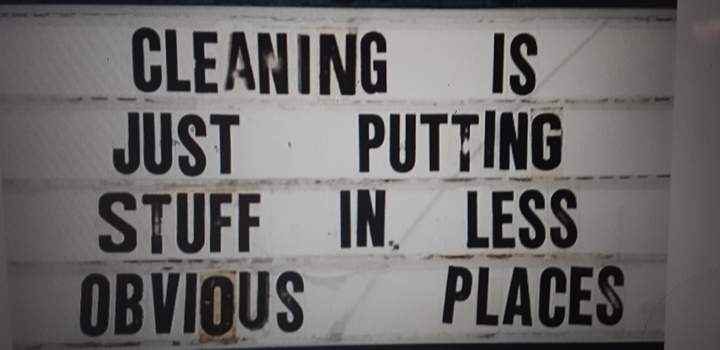 CLEANING IS
JUST PUTTING
STUFF IN LESS
OBVIOUS PLACES